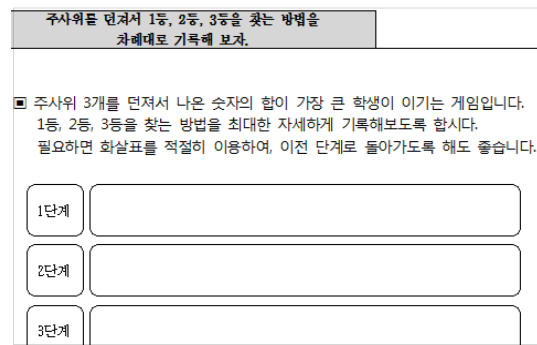 주사위를 던져서 1등, 2등, 3등을 찾는 방법을
차례대로 기록해 보자.
▣ 주사위 3개를 던져서 나온 숫자의 합이 가장 큰 학생이 이기는 게임입니다.
1등, 2등, 3등을 찾는 방법을 최대한 자세하게 기록해보도록 합시다.
필요하면 화살표를 적절히 이용하여, 이전 단계로 돌아가도록 해도 좋습니다.
1단계
2단계
3단계